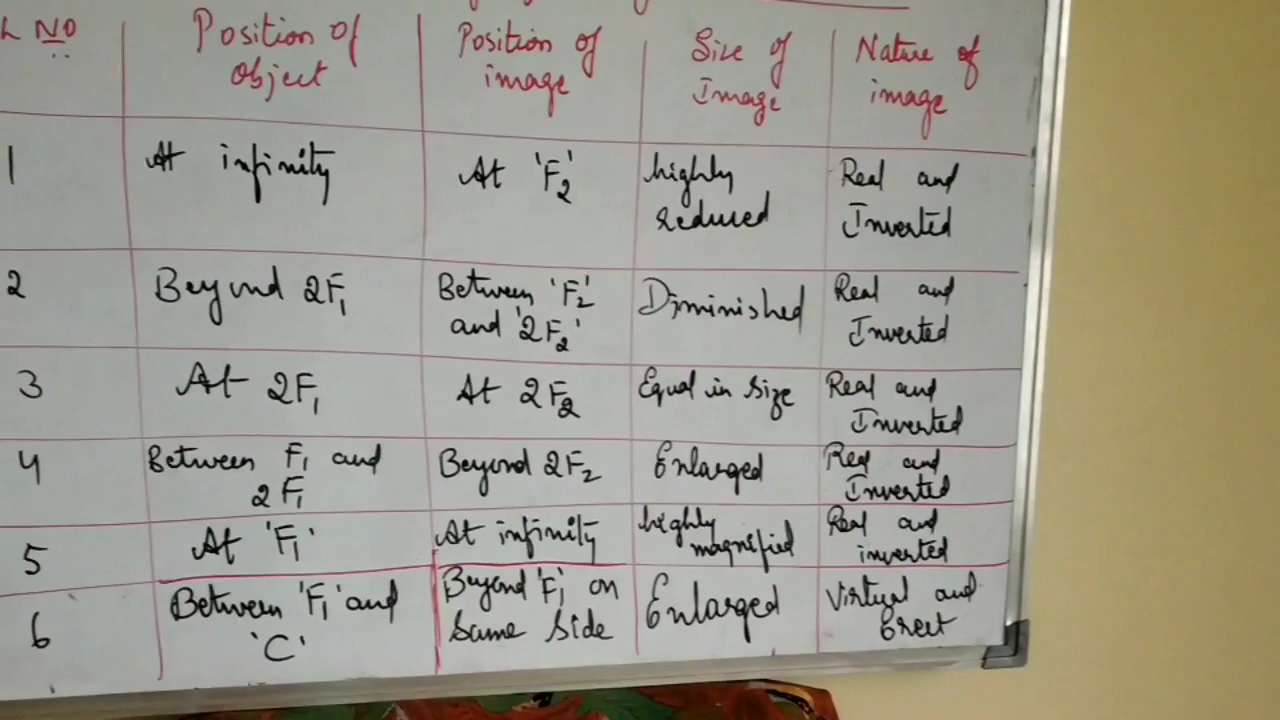 L NO
Position of
Object
Position of
image
Size of
Image
Nature of
image
1
At infinity
At 'F2'
highly
reduced
Real and
Inverted
2
Beyond 2F1
Between 'F2'
and '2F2'
Diminished
Real and
Inverted
3
At 2F1
At 2F2
Equal in size
Real and
Inverted
4
Between F1 and
2F1
Beyond 2F2
Enlarged
Real and
Inverted
5
At 'F1'
At infinity
highly
magnified
Real and
inverted
6
Between 'F1' and
'C'
Beyond 'F1' on
Same Side
Enlarged
Virtual and
Erect